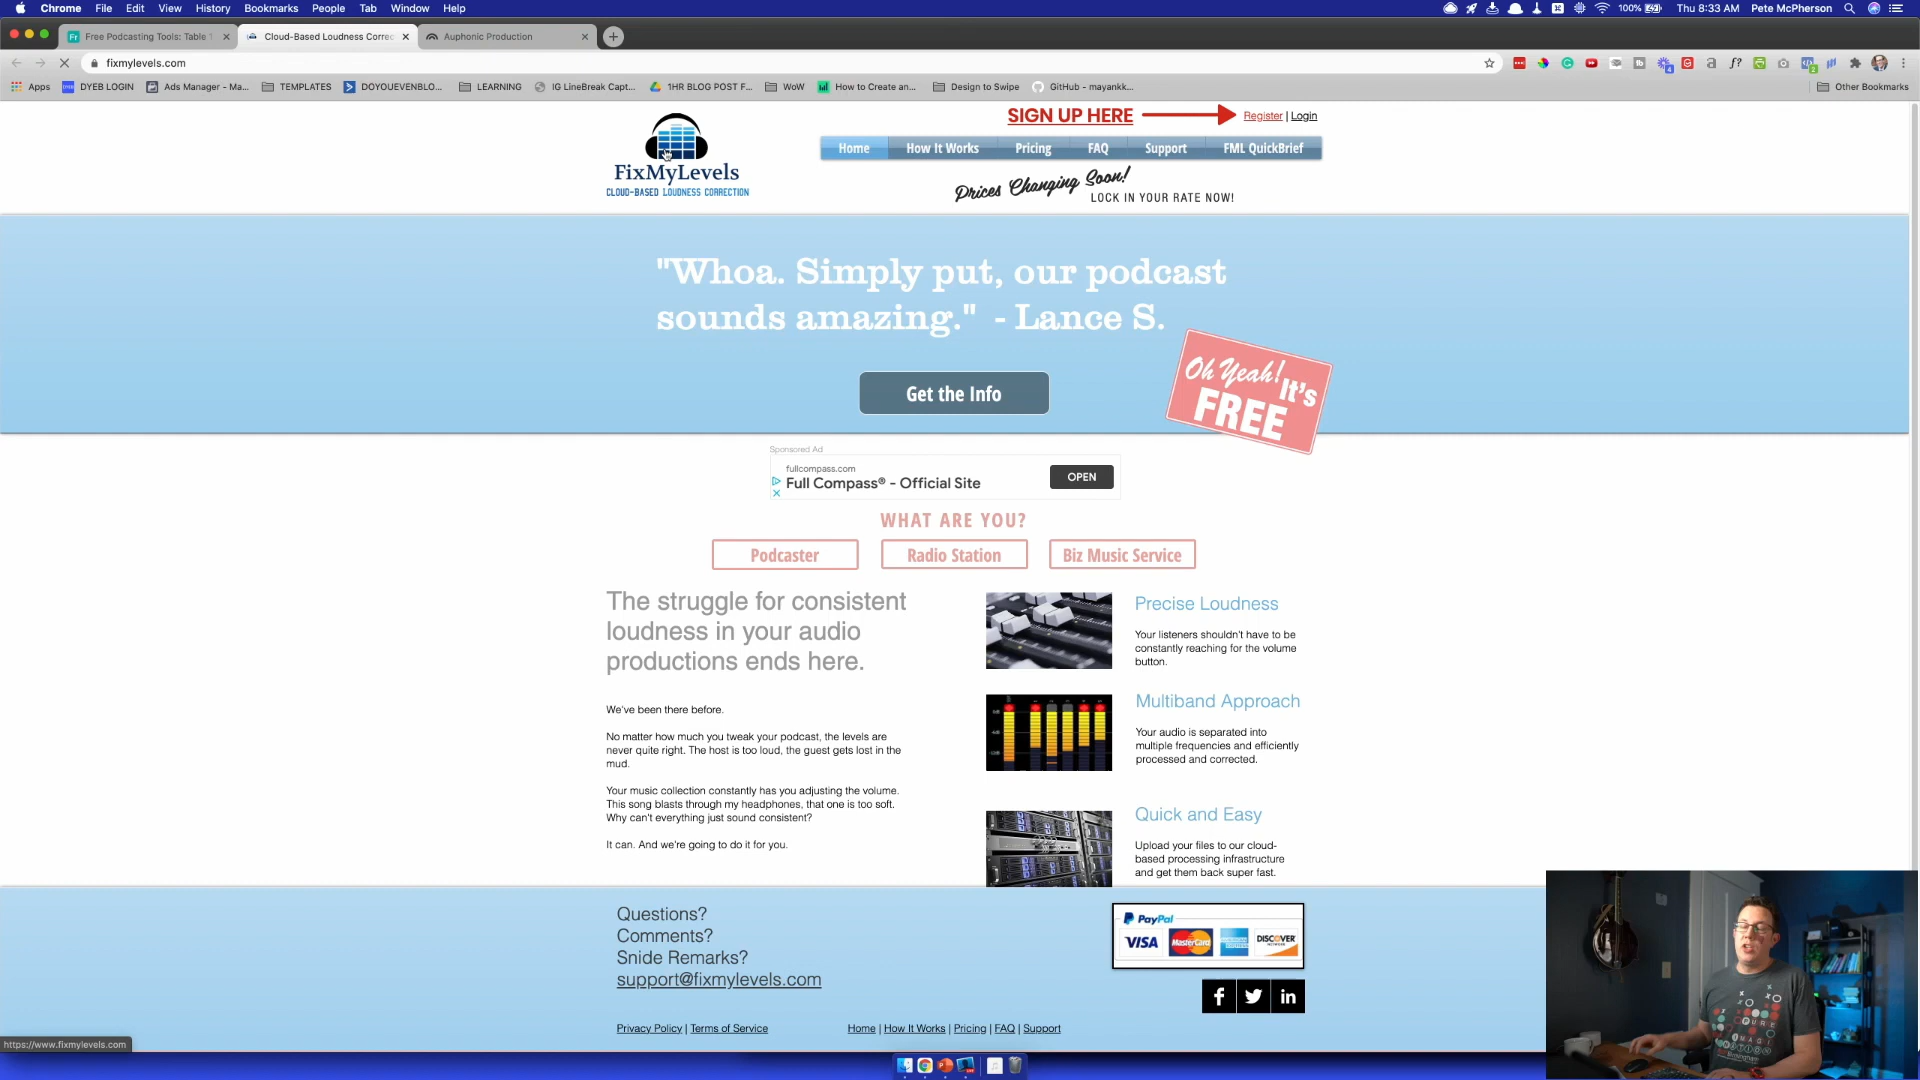 Chrome File Edit View History Bookmarks People Tab Window Help
100% Thu 8:33 AM Pete McPherson
Free Podcasting Tools: Table
Cloud-Based Loudness Correc
Auphonic Production
fixmylevels.com
Apps DYEB LOGIN Ads Manager - Ma... TEMPLATES DOYOUEVENBLO... LEARNING IG LineBreak Capt... 1HR BLOG POST F... WoW How to Create an... Design to Swipe GitHub - mayankk... Other Bookmarks
SIGN UP HERE
Register | Login
FixMyLevels
CLOUD-BASED LOUDNESS CORRECTION
Home How It Works Pricing FAQ Support FML QuickBrief
Prices Changing Soon!
LOCK IN YOUR RATE NOW!
"Whoa. Simply put, our podcast
sounds amazing." - Lance S.
Get the Info
Oh Yeah! It's
FREE
Sponsored Ad
fullcompass.com
Full Compass® - Official Site
OPEN
WHAT ARE YOU?
Podcaster
Radio Station
Biz Music Service
The struggle for consistent
loudness in your audio
productions ends here.
We've been there before.
No matter how much you tweak your podcast, the levels are
never quite right. The host is too loud, the guest gets lost in the
mud.
Your music collection constantly has you adjusting the volume.
This song blasts through my headphones, that one is too soft.
Why can't everything just sound consistent?
It can. And we're going to do it for you.
Precise Loudness
Your listeners shouldn't have to be
constantly reaching for the volume
button.
Multiband Approach
Your audio is separated into
multiple frequencies and efficiently
processed and corrected.
Quick and Easy
Upload your files to our cloud-
based processing infrastructure
and get them back super fast.
Questions?
Comments?
Snide Remarks?
support@fixmylevels.com
PayPal
VISA MasterCard DISCOVER
Privacy Policy | Terms of Service
Home | How It Works | Pricing | FAQ | Support
https://www.fixmylevels.com
PURE
IMAGI
NATION